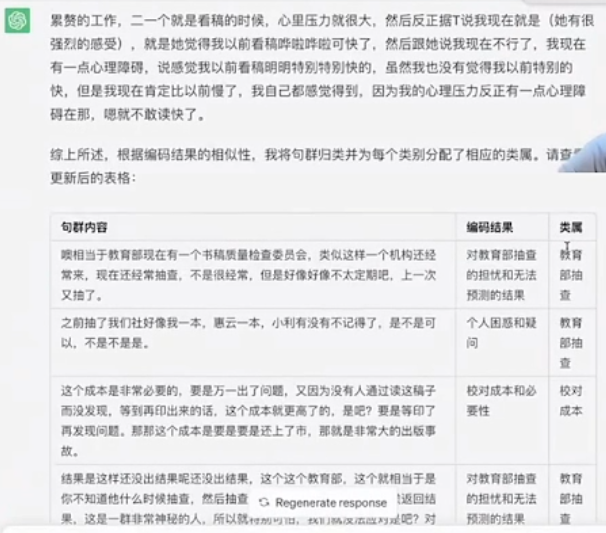 累赘的工作，二一个就是看稿的时候，心里压力就很大，然后反正据T说我现在就是（她有很
强烈的感受），就是她觉得我以前看稿哗啦哗啦可快了，然后跟她说我现在不行了，我现在
有一点心理障碍，说感觉我以前看稿明明特别特别快的，虽然我也没有觉得我以前特别的
快，但是我现在肯定比以前慢了，我自己都感觉得到，因为我的心理压力反正有一点心理障
碍在那，嗯就不敢读快了。
综上所述，根据编码结果的相似性，我将句群归类并为每个类别分配了相应的类属。请查
更新后的表格：
句群内容 编码结果 类属
噢相当于教育部现在有一个书稿质量检查委员会，类似这样一个机构还经
常来，现在还经常抽查，不是很经常，但是好像好像不太定期吧，上一次
又抽了。
对教育部抽查
的担忧和无法
预测的结果
教育
部抽
查
之前抽了我们社好像我一本，惠云一本，小利有没有不记得了，是不是可
以，不是不是是。
个人困惑和疑
问
教育
部抽
查
这个成本是非常必要的，要是万一出了问题，又因为没有人通过读这稿子
而没发现，等到再印出来的话，这个成本就更高了的，是吧？要是等印了
再发现问题。那那这个成本是要是要是还上了市，那就是非常大的出版事
故。
校对成本和必
要性
校对
成本
结果是这样还没出结果呢还没出结果，这个这个教育部，这个就相当于是
你不知道他什么时候抽查，然后抽查 返回结
果，这是一群非常神秘的人，所以就特别可怕，我们就没法应对是吧？对
对教育部抽查
的担忧和无法
预测的结果
教育
部抽
查
Regenerate response